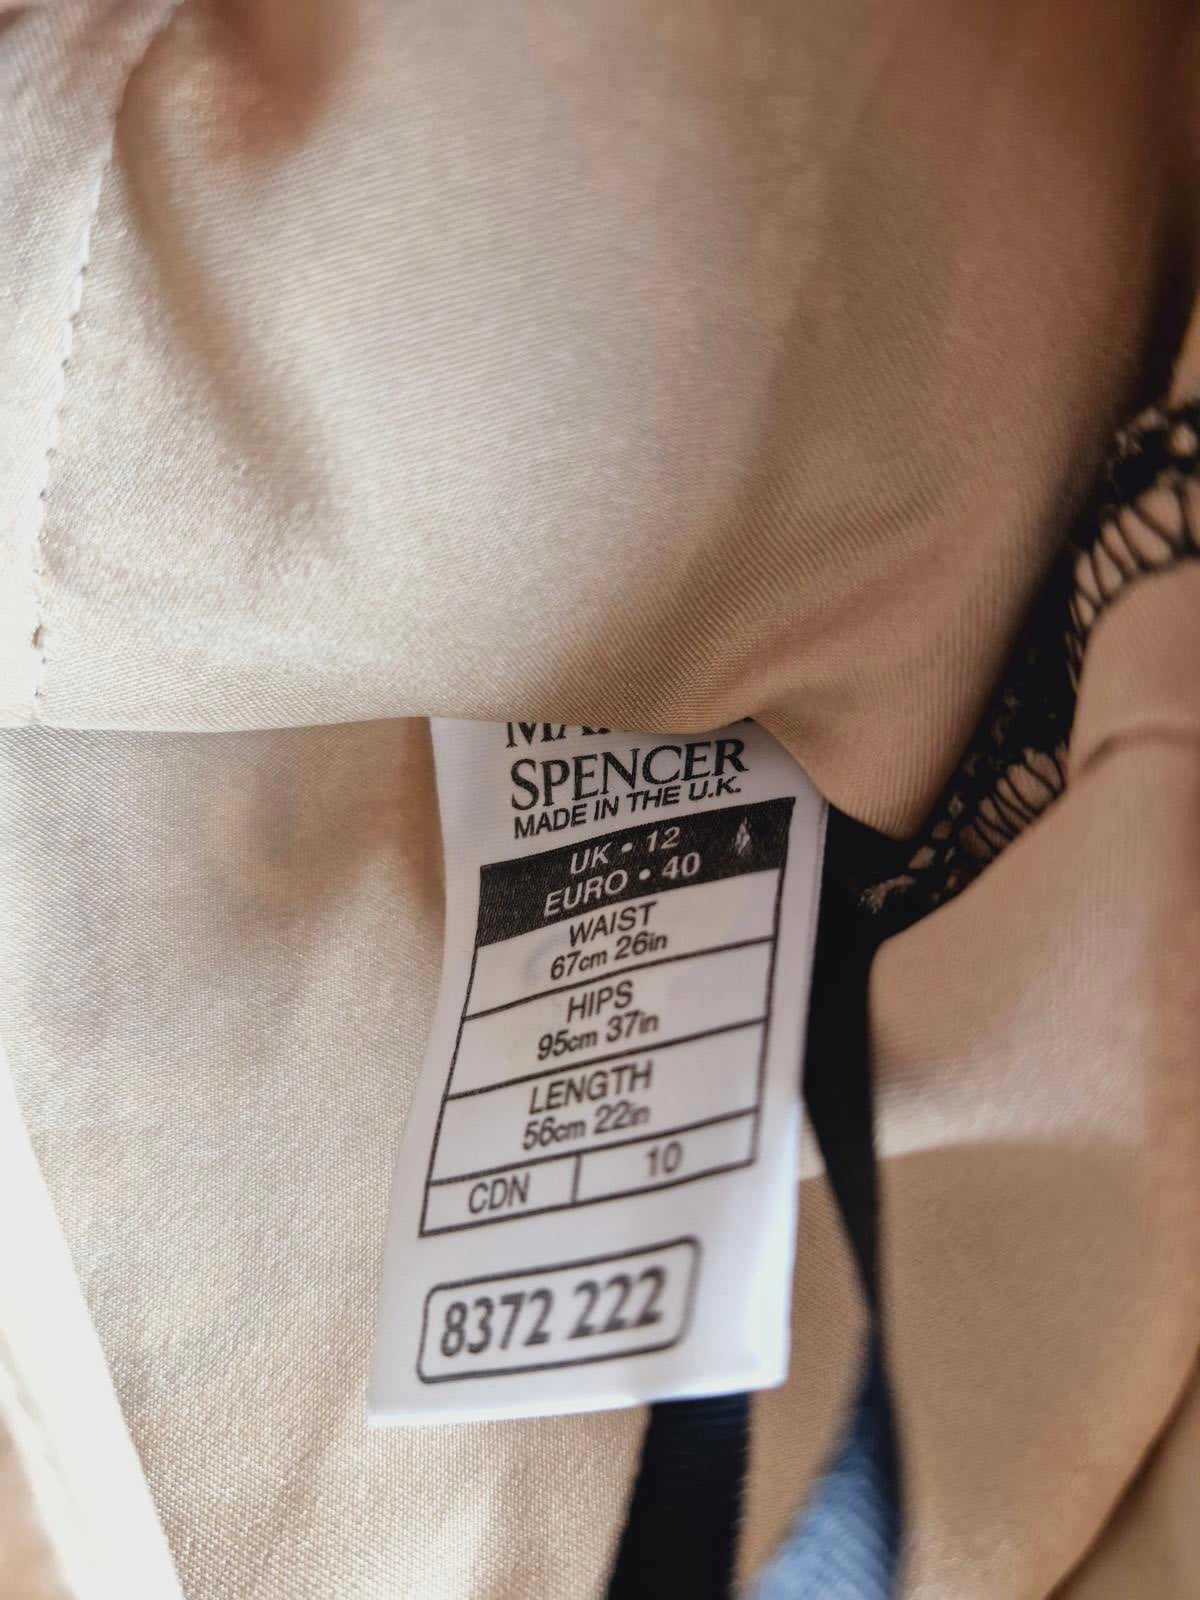 SPENCER
MADE IN THE U.K.
UK • 12
EURO • 40
WAIST
67cm 26in
HIPS
95cm 37in
LENGTH
56cm 22in
CDN 10
8372 222